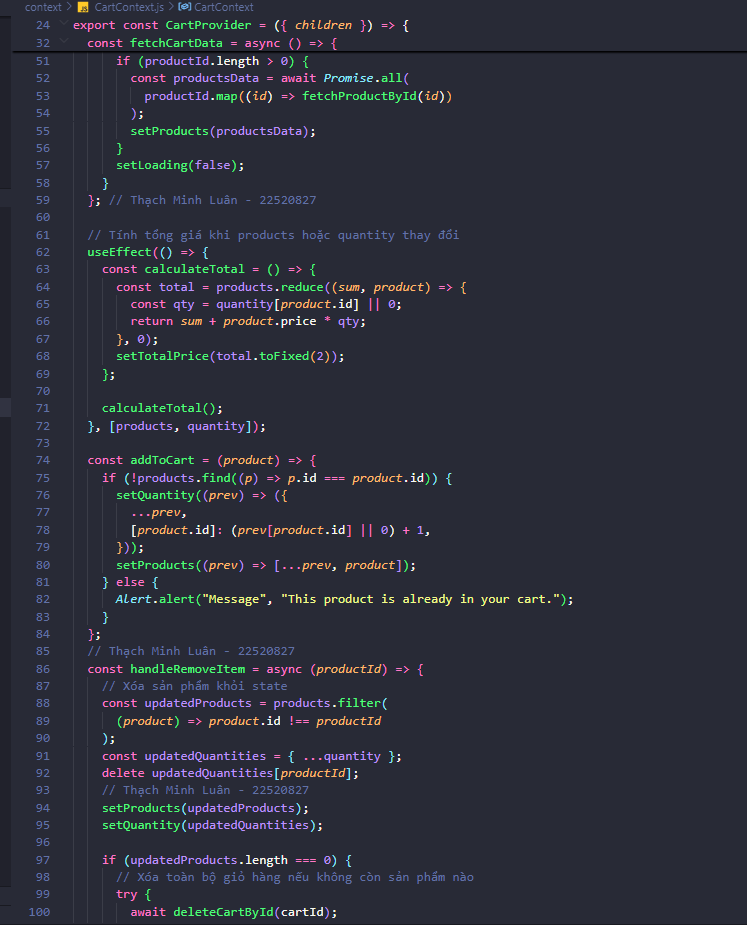 context > JS CartContext.js > CartContext
24 export const CartProvider = ({ children }) => {
32 const fetchCartData = async () => {
51 if (productId.length > 0) {
52 const productsData = await Promise.all(
53 productId.map((id) => fetchProductById(id))
54 );
55 setProducts(productsData);
56 }
57 setLoading(false);
58 }
59 }; // Thạch Minh Luân - 22520827
60
61 // Tính tổng giá khi products hoặc quantity thay đổi
62 useEffect(() => {
63 const calculateTotal = () => {
64 const total = products.reduce((sum, product) => {
65 const qty = quantity[product.id] || 0;
66 return sum + product.price * qty;
67 }, 0);
68 setTotalPrice(total.toFixed(2));
69 };
70
71 calculateTotal();
72 }, [products, quantity]);
73
74 const addToCart = (product) => {
75 if (!products.find((p) => p.id === product.id)) {
76 setQuantity((prev) => ({
77 ...prev,
78 [product.id]: (prev[product.id] || 0) + 1,
79 }));
80 setProducts((prev) => [...prev, product]);
81 } else {
82 Alert.alert("Message", "This product is already in your cart.");
83 }
84 };
85 // Thạch Minh Luân - 22520827
86 const handleRemoveItem = async (productId) => {
87 // Xóa sản phẩm khỏi state
88 const updatedProducts = products.filter(
89 (product) => product.id !== productId
90 );
91 const updatedQuantities = { ...quantity };
92 delete updatedQuantities[productId];
93 // Thạch Minh Luân - 22520827
94 setProducts(updatedProducts);
95 setQuantity(updatedQuantities);
96
97 if (updatedProducts.length === 0) {
98 // Xóa toàn bộ giỏ hàng nếu không còn sản phẩm nào
99 try {
100 await deleteCartById(cartId);